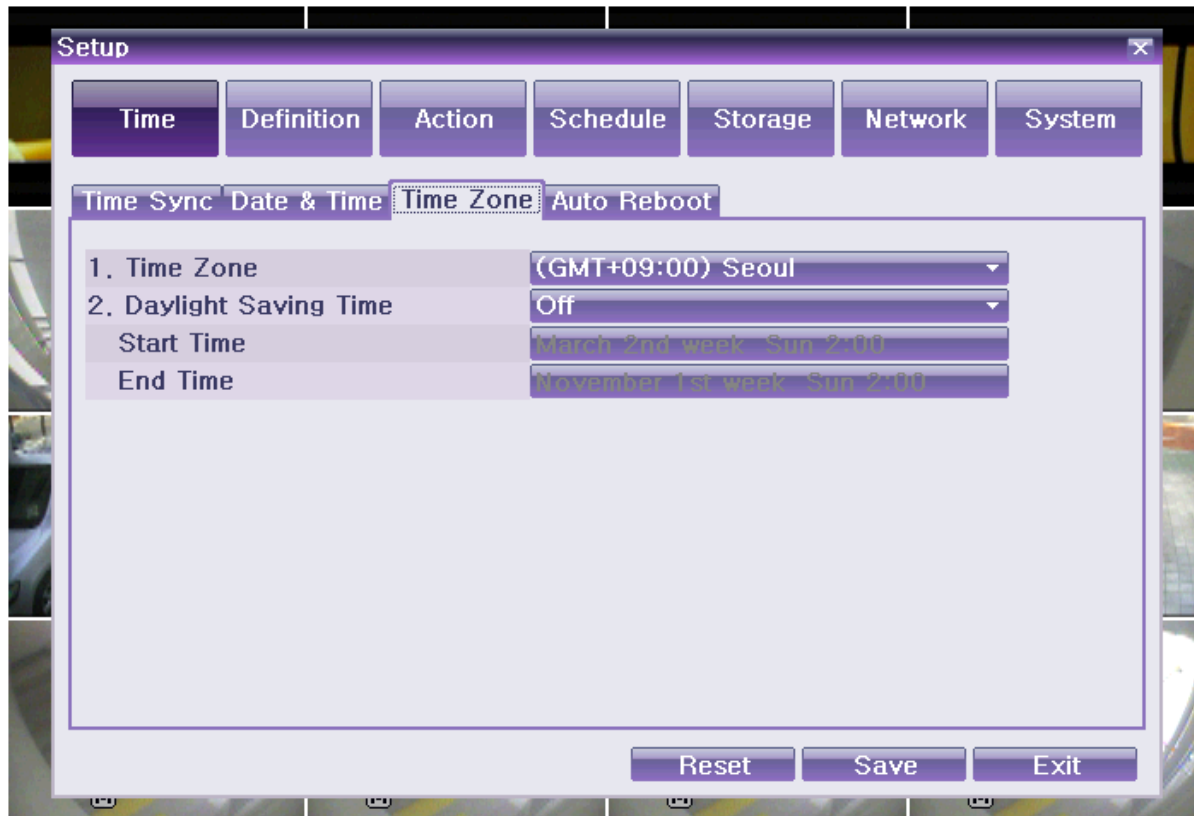 Setup
Time Definition Action Schedule Storage Network System
Time Sync Date & Time Time Zone Auto Reboot
1. Time Zone (GMT+09:00) Seoul
2. Daylight Saving Time Off
Start Time March 2nd week Sun 2:00
End Time November 1st week Sun 2:00
Reset Save Exit